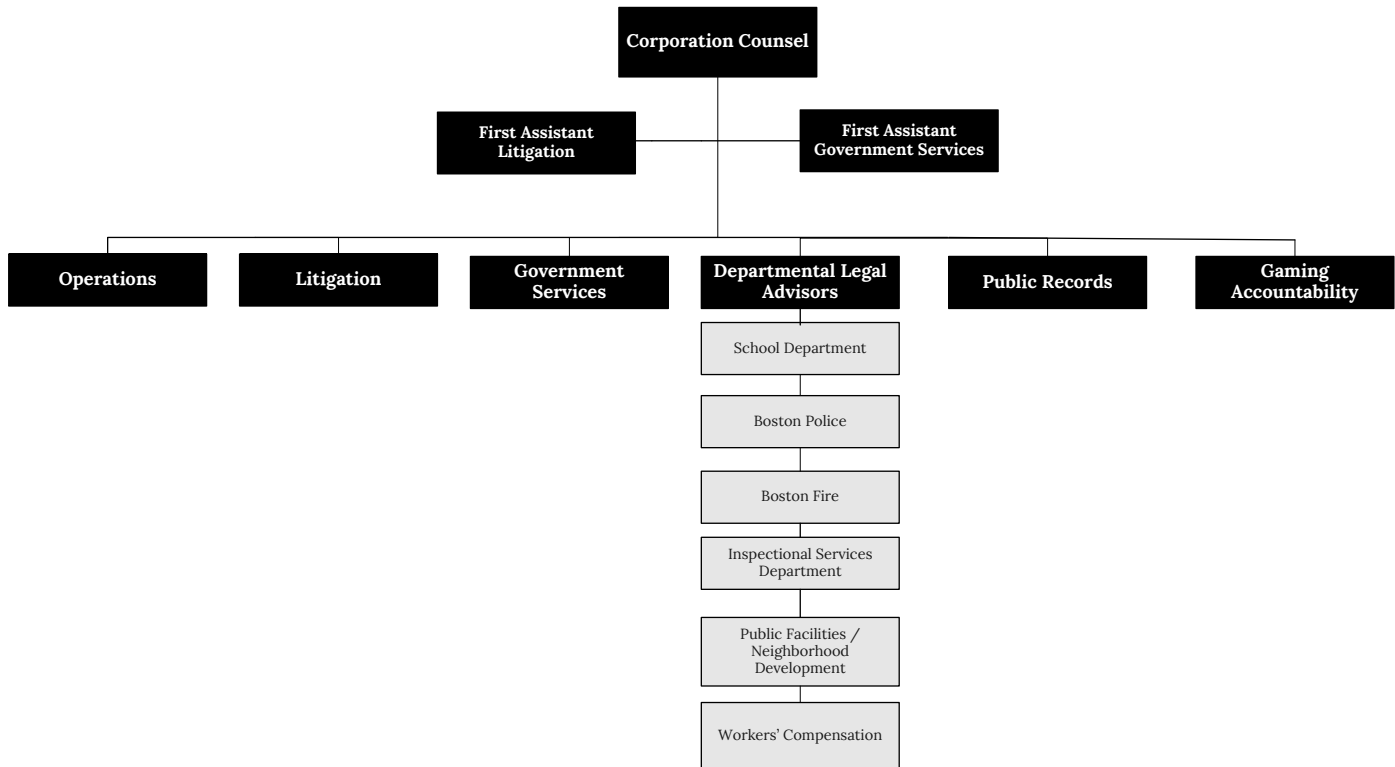 Corporation Counsel
First Assistant
Litigation
First Assistant
Government Services
Operations
Litigation
Government
Services
Departmental Legal
Advisors
Public Records
Gaming
Accountability
School Department
Boston Police
Boston Fire
Inspectional Services
Department
Public Facilities /
Neighborhood
Development
Workers’ Compensation